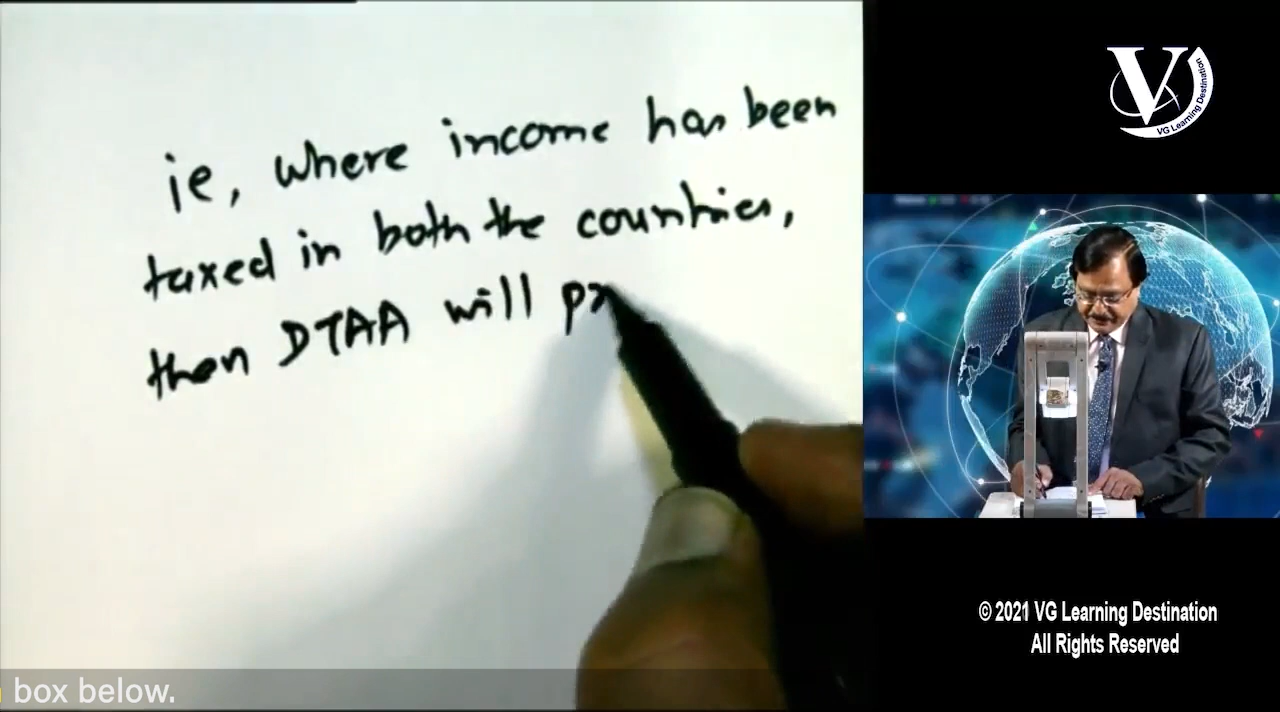 ie, where income has been
taxed in both the countries,
then DTAA will pr
box below.
V
VG Learning Destination
© 2021 VG Learning Destination
All Rights Reserved